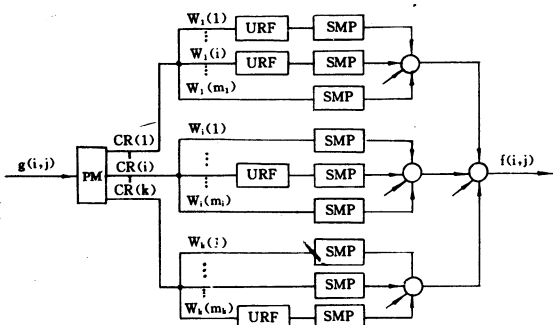 W₁(1)
URF
SMP
W₁(i)
URF
SMP
W₁(m₁)
SMP
CR(1)
g(i,j)
PM
CR(i)
CR(k)
Wᵢ(1)
SMP
URF
SMP
Wᵢ(mᵢ)
SMP
f(i,j)
SMP
SMP
Wₖ(mₖ)
URF
SMP